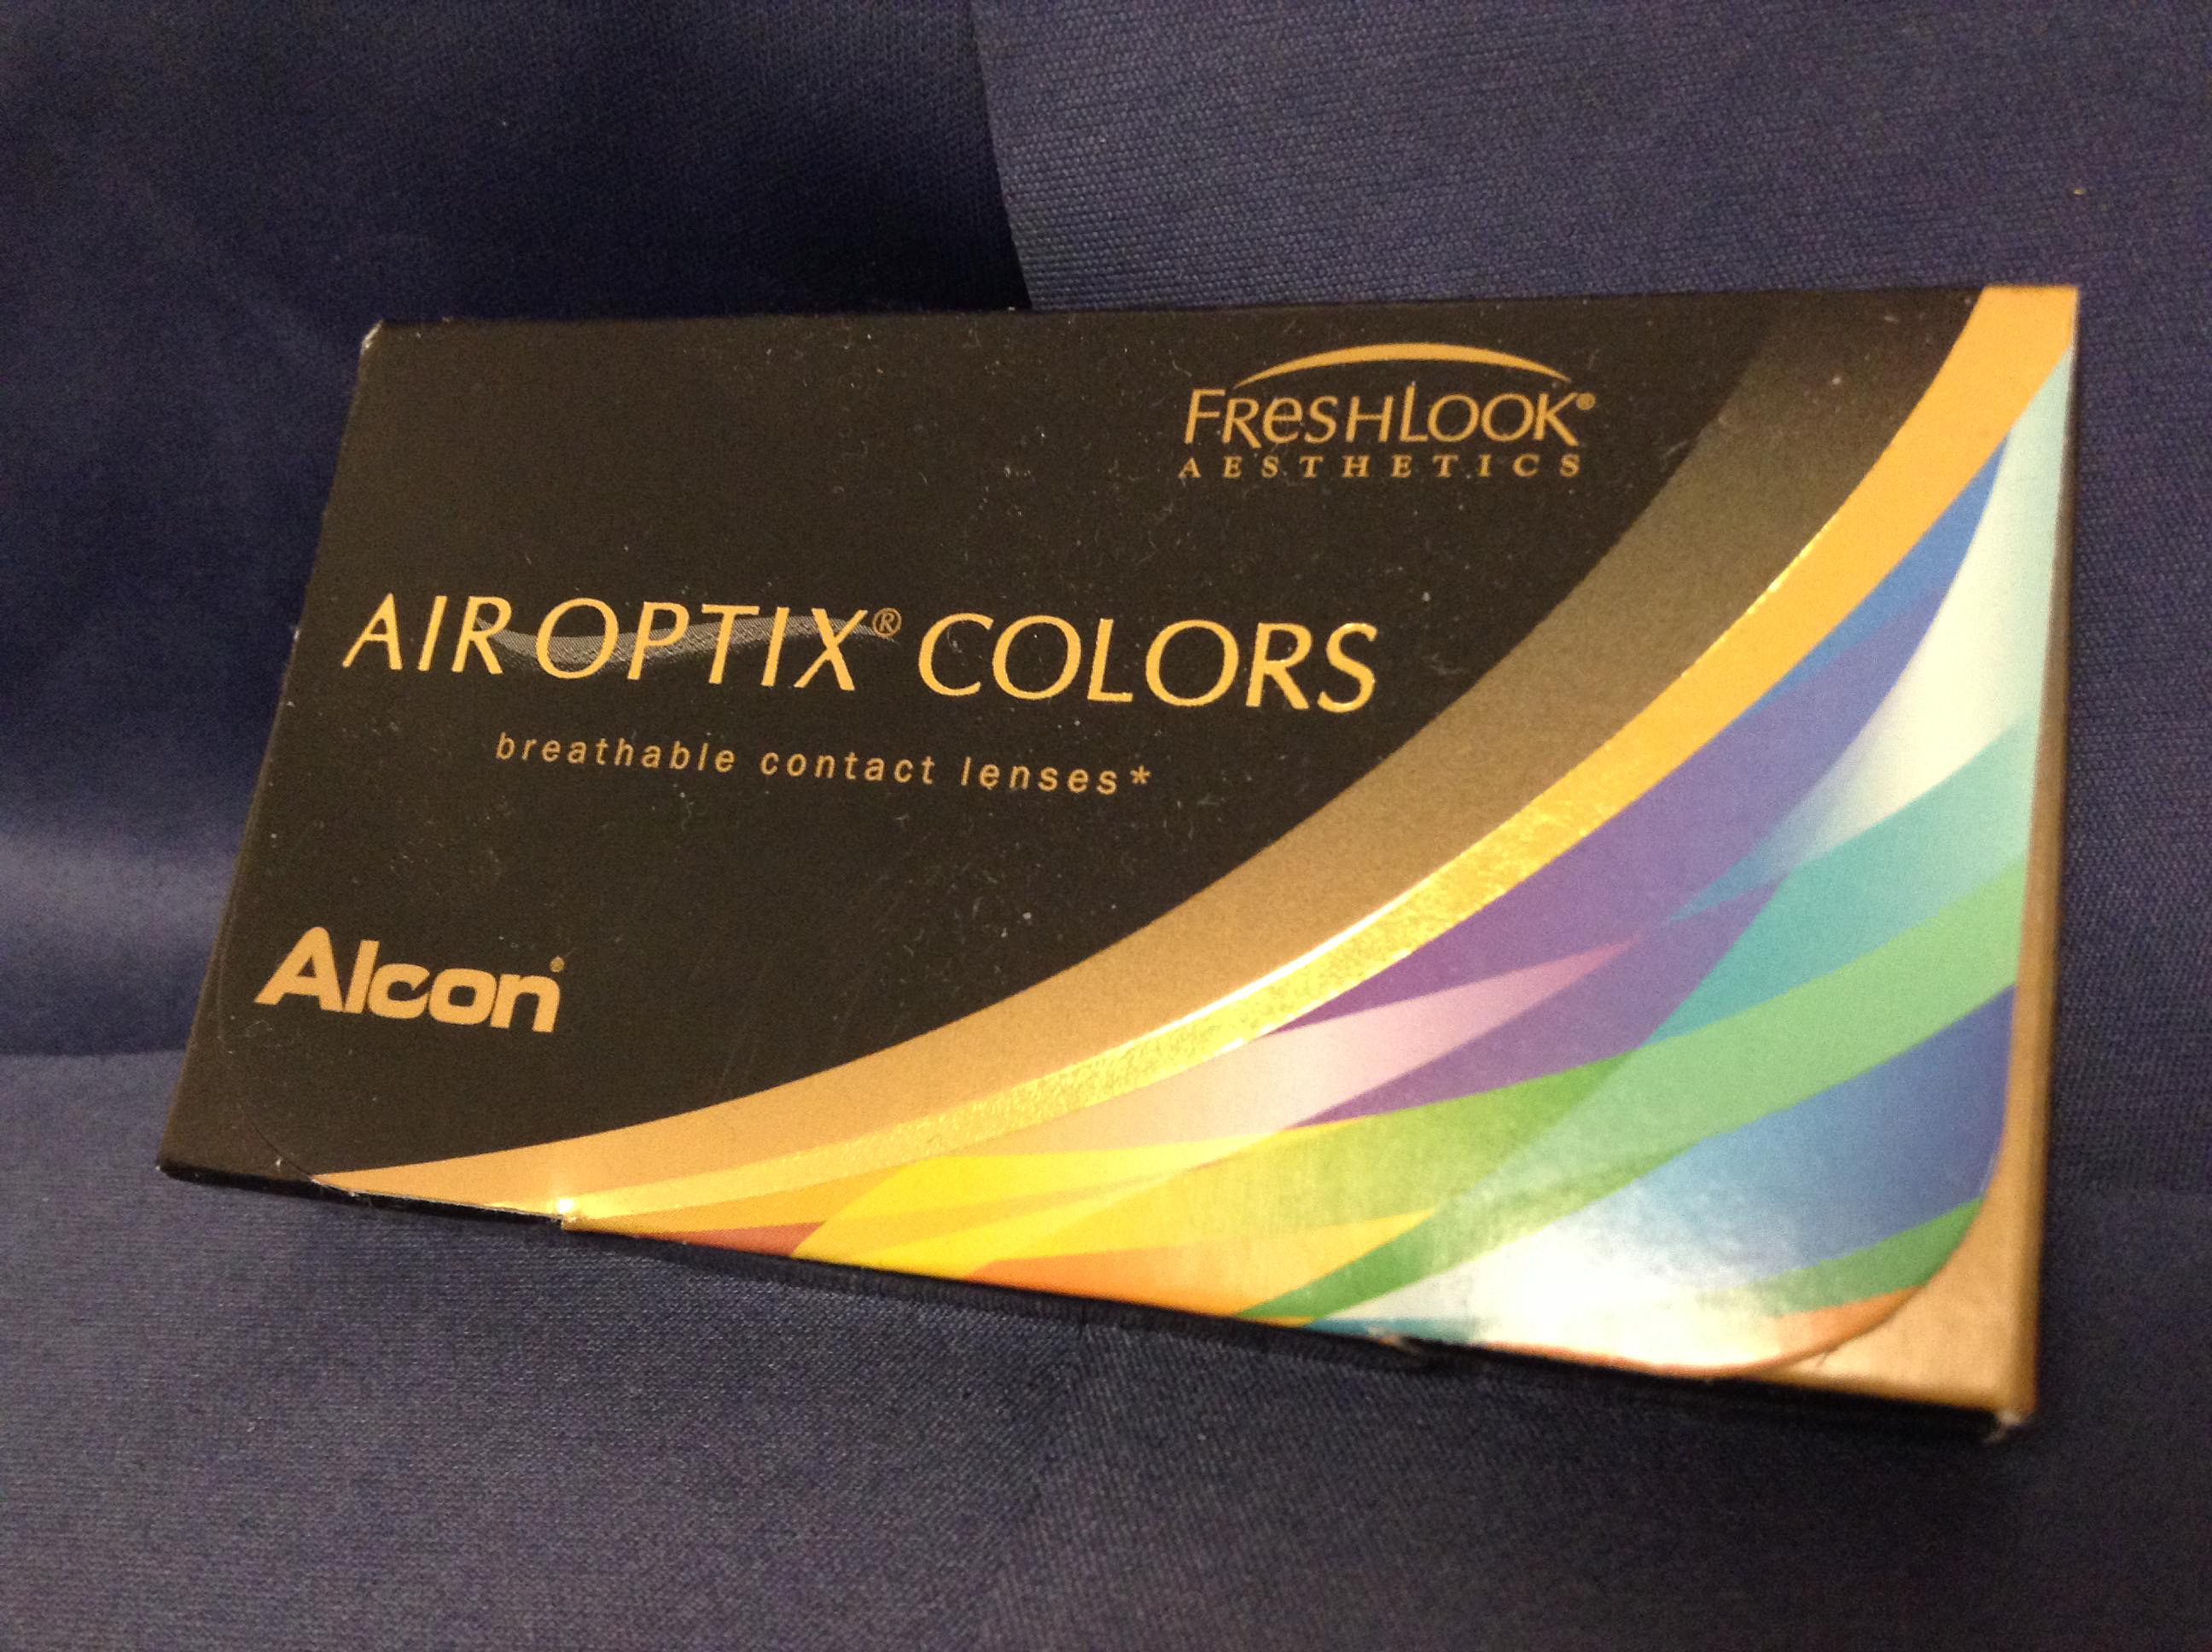 FRESHLOOK®
AESTHETICS
AIR OPTIX® COLORS
breathable contact lenses*
Alcon®